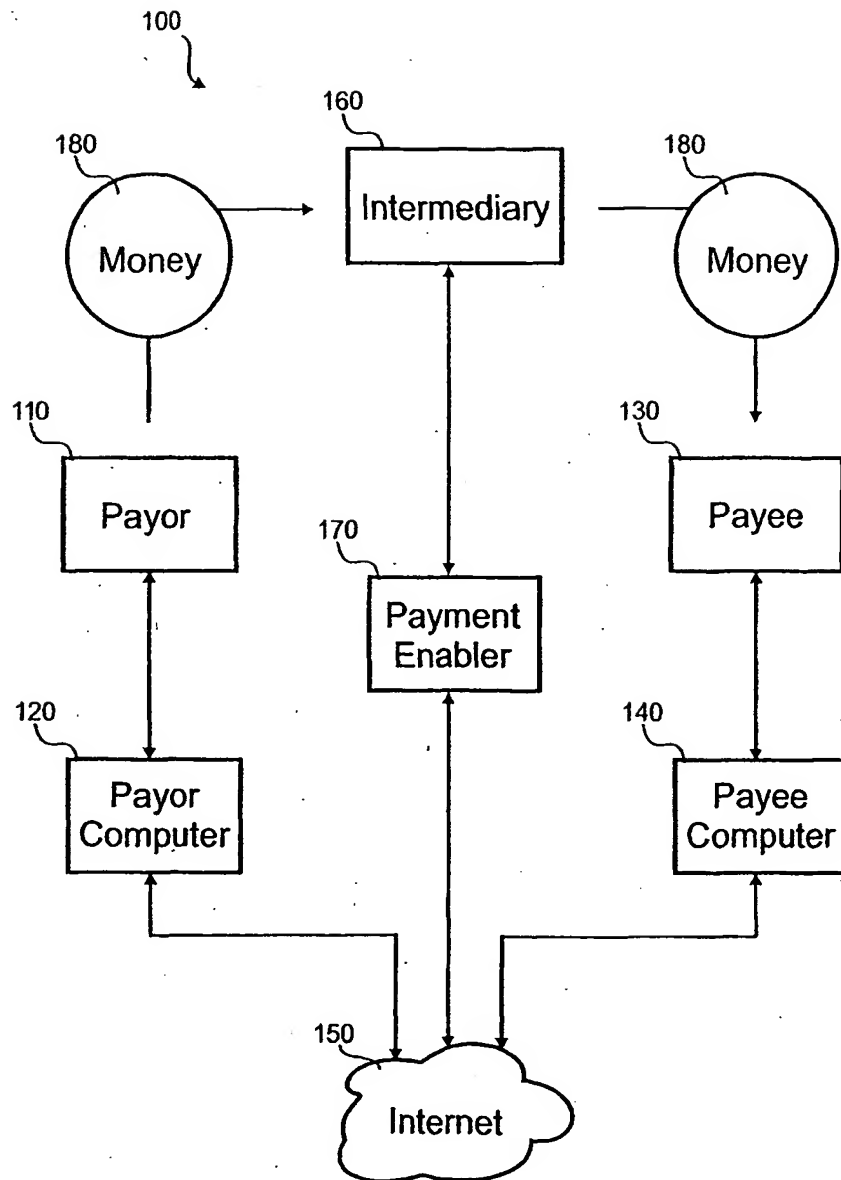 100
160
180
180
Intermediary
Money
Money
110
130
Payor
Payee
170
Payment
Enabler
120
140
Payor
Computer
Payee
Computer
150
Internet